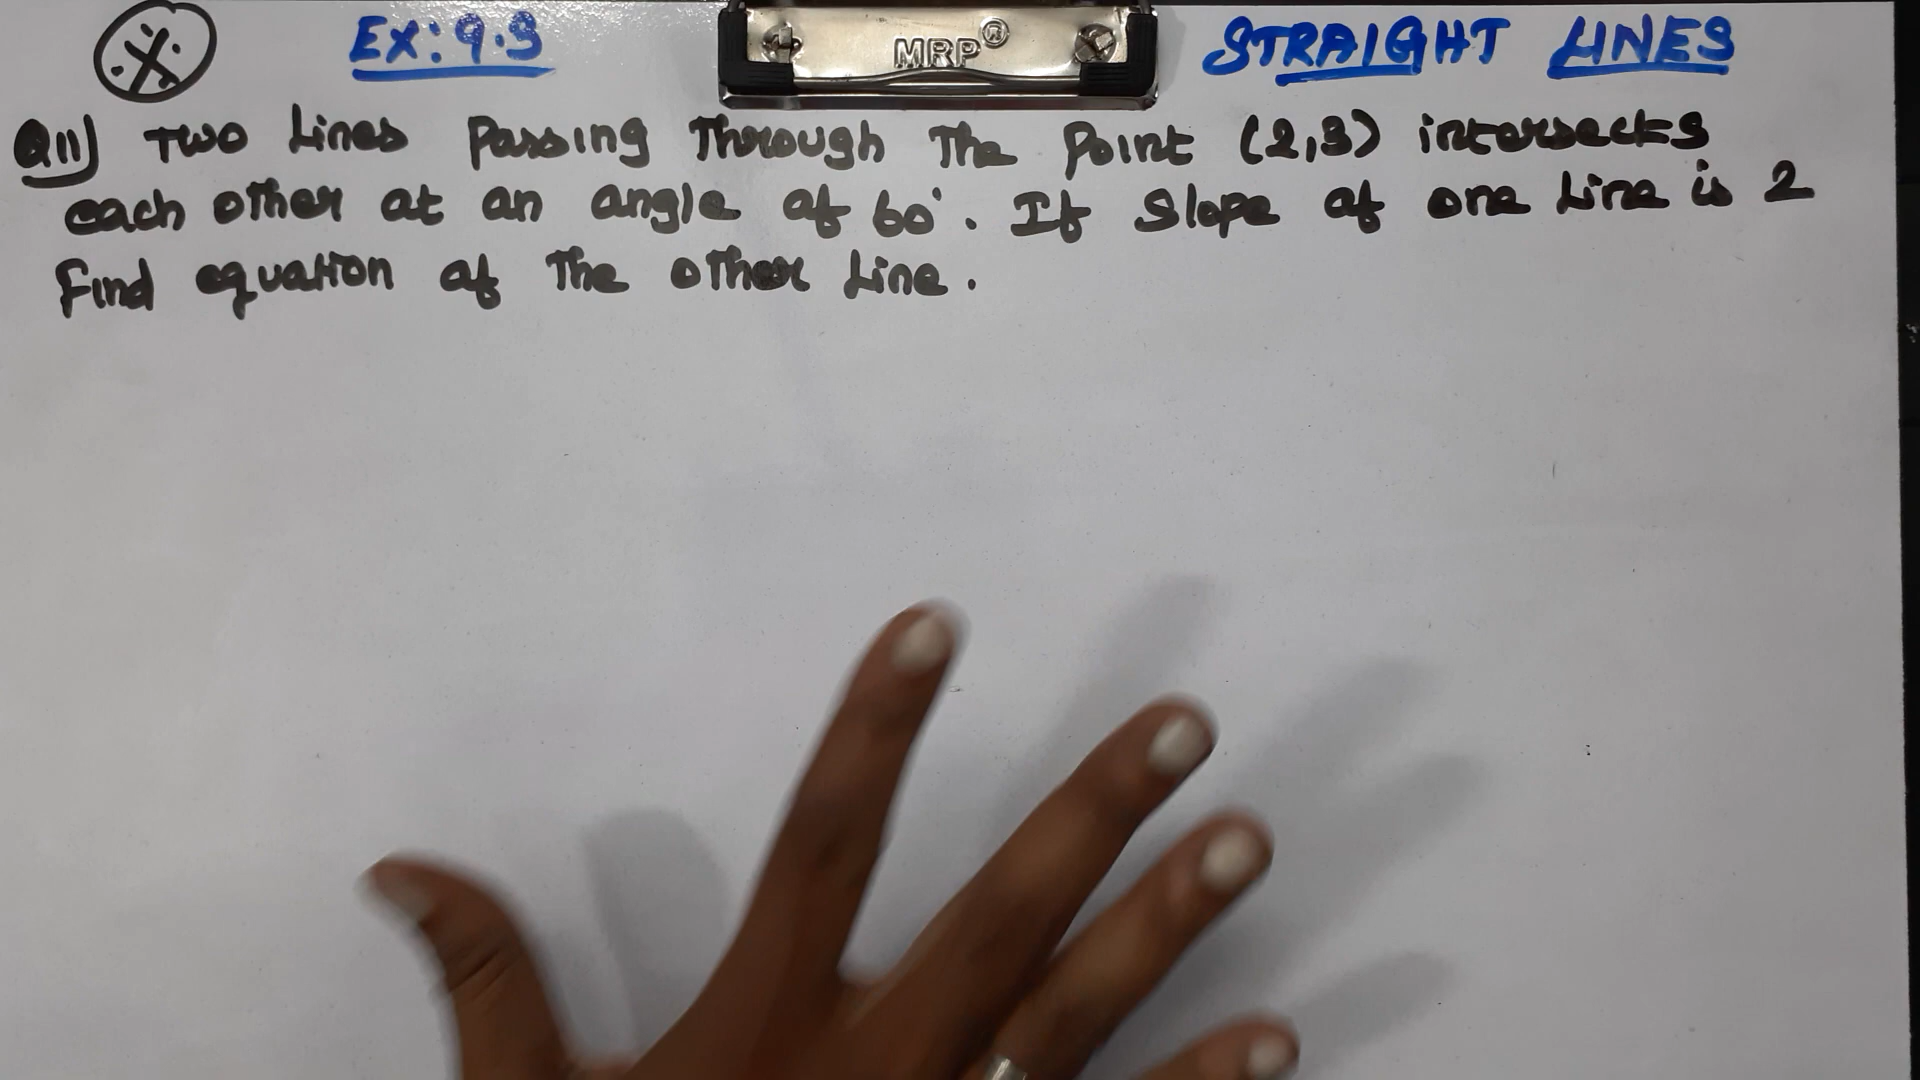 EX: 9.3
MRP®
STRAIGHT LINES
Q11) Two Lines Passing Through The Point (2,3) intersects
each other at an angle of 60°. If Slope of one Line is 2
Find equation of the other Line.